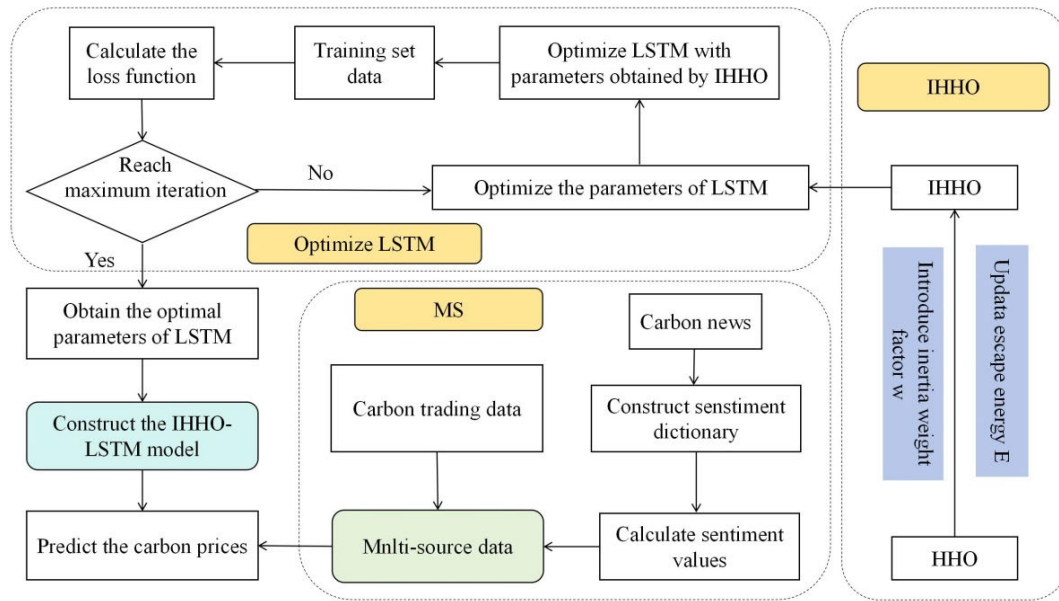 Calculate the
loss function
Training set
data
Optimize LSTM with
parameters obtained by IHHO
IHHO
Reach
maximum iteration
No
Optimize the parameters of LSTM
IHHO
Optimize LSTM
Yes
Obtain the optimal
parameters of LSTM
MS
Carbon news
Introduce inertia weight
factor w
Updata escape energy E
Carbon trading data
Construct senstiment
dictionary
Construct the IHHO-
LSTM model
Predict the carbon prices
Mnlti-source data
Calculate sentiment
values
HHO